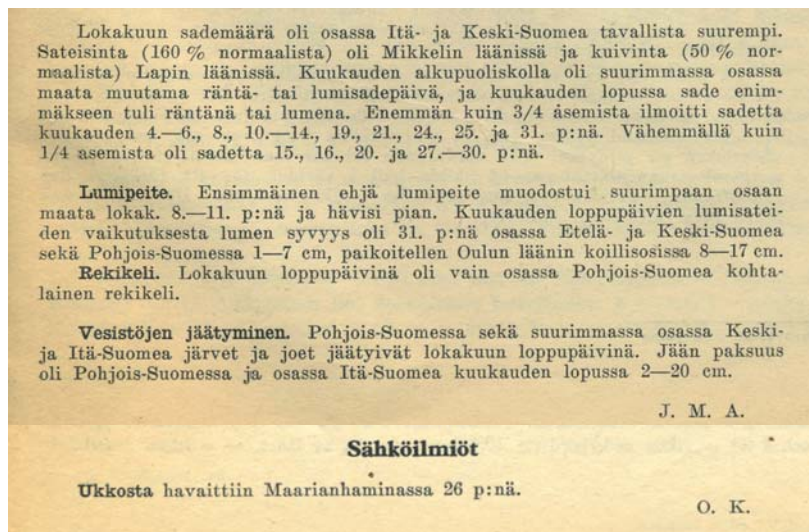 Lokakuun sademäärä oli osassa Itä- ja Keski-Suomea tavallista suurempi.
Sateisinta (160 % normaalista) oli Mikkelin läänissä ja kuivinta (50 % nor-
maalista) Lapin läänissä. Kuukauden alkupuoliskolla oli suurimmassa osassa
maata muutama räntä- tai lumisadepäivä, ja kuukauden lopussa sade enim-
mäkseen tuli räntänä tai lumena. Enemmän kuin 3/4 asemista ilmoitti sadetta
kuukauden 4.—6., 8., 10.—14., 19., 21., 24., 25. ja 31. p:nä. Vähemmällä kuin
1/4 asemista oli sadetta 15., 16., 20. ja 27.—30. p:nä.
Lumipeite. Ensimmäinen ehjä lumipeite muodostui suurimpaan osaan
maata lokak. 8.—11. p:nä ja hävisi pian. Kuukauden loppupäivien lumisatei-
den vaikutuksesta lumen syvyys oli 31. p:nä osassa Etelä- ja Keski-Suomea
sekä Pohjois-Suomessa 1—7 cm, paikoitellen Oulun läänin koillisosissa 8—17 cm.
Rekikeli. Lokakuun loppupäivinä oli vain osassa Pohjois-Suomea kohta-
lainen rekikeli.
Vesistöjen jäätyminen. Pohjois-Suomessa sekä suurimmassa osassa Keski-
ja Itä-Suomea järvet ja joet jäätyivät lokakuun loppupäivinä. Jään paksuus
oli Pohjois-Suomessa ja osassa Itä-Suomea kuukauden lopussa 2—20 cm.
J. M. A.
Sähköilmiöt
Ukkosta havaittiin Maarianhaminassa 26 p:nä.
O. K.